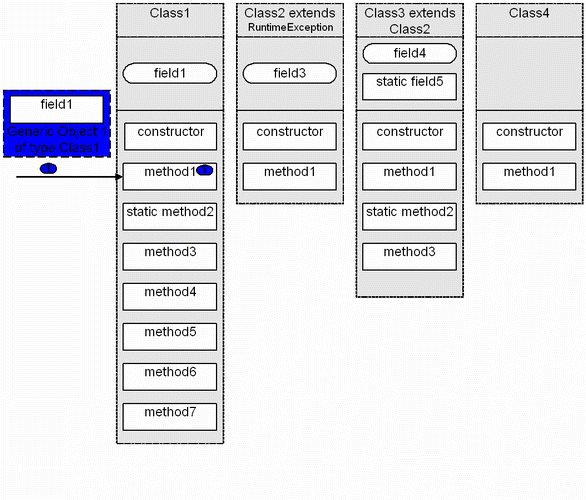 Class1
field1
constructor
method1
static method2
method3
method4
method5
method6
method7
Class2 extends
RuntimeException
field3
constructor
method1
Class3 extends
Class2
field4
static field5
constructor
method1
static method2
method3
Class4
constructor
method1
field1
Generic Object 1
of type Class1